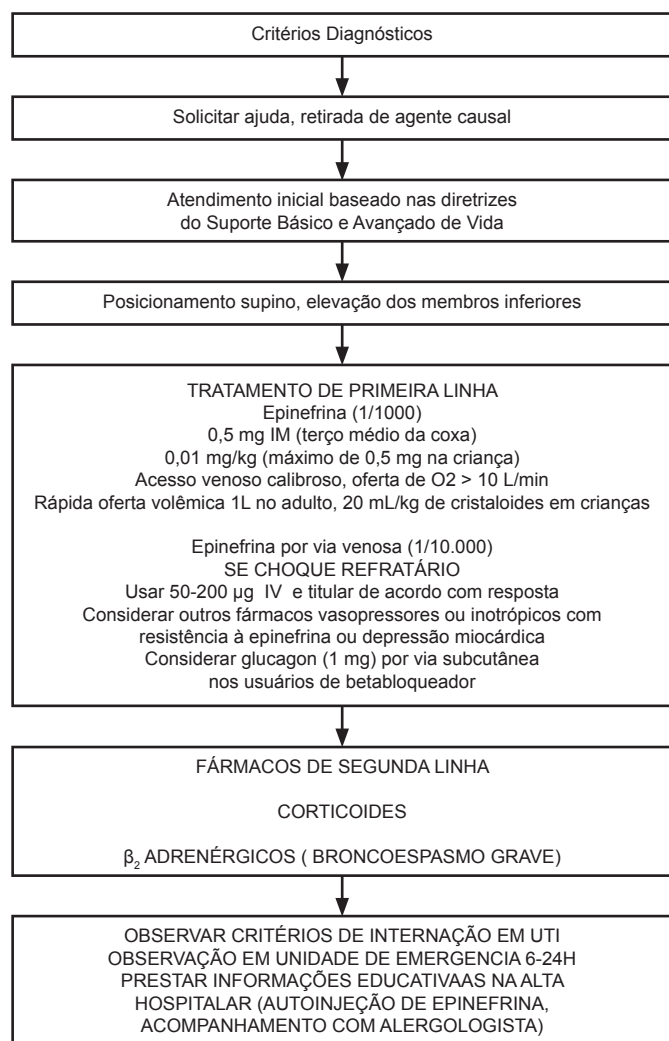 Critérios Diagnósticos
Solicitar ajuda, retirada de agente causal
Atendimento inicial baseado nas diretrizes
do Suporte Básico e Avançado de Vida
Posicionamento supino, elevação dos membros inferiores
TRATAMENTO DE PRIMEIRA LINHA
Epinefrina (1/1000)
0,5 mg IM (terço médio da coxa)
0,01 mg/kg (máximo de 0,5 mg na criança)
Acesso venoso calibroso, oferta de O2 > 10 L/min
Rápida oferta volêmica 1L no adulto, 20 mL/kg de cristaloides em crianças
Epinefrina por via venosa (1/10.000)
SE CHOQUE REFRATÁRIO
Usar 50-200 µg IV e titular de acordo com resposta
Considerar outros fármacos vasopressores ou inotrópicos com
resistência à epinefrina ou depressão miocárdica
Considerar glucagon (1 mg) por via subcutânea
nos usuários de betabloqueador
FÁRMACOS DE SEGUNDA LINHA
CORTICOIDES
β₂ ADRENÉRGICOS ( BRONCOESPASMO GRAVE)
OBSERVAR CRITÉRIOS DE INTERNAÇÃO EM UTI
OBSERVAÇÃO EM UNIDADE DE EMERGENCIA 6-24H
PRESTAR INFORMAÇÕES EDUCATIVAAS NA ALTA
HOSPITALAR (AUTOINJEÇÃO DE EPINEFRINA,
ACOMPANHAMENTO COM ALERGOLOGISTA)